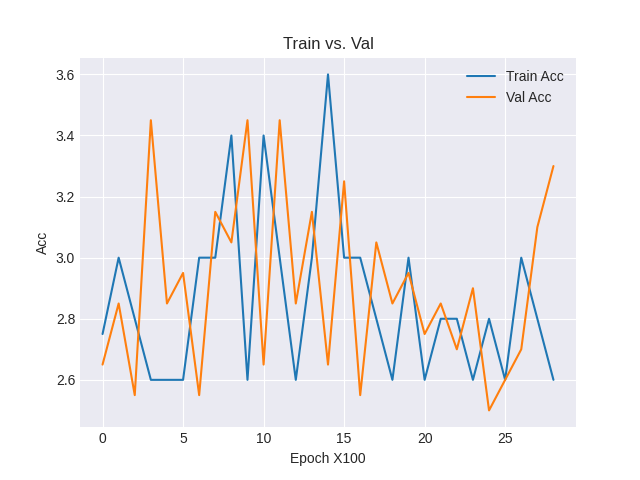 Train vs. Val
Train Acc
Val Acc
3.6
3.4
3.2
3.0
2.8
2.6
Acc
0 5 10 15 20 25
Epoch X100